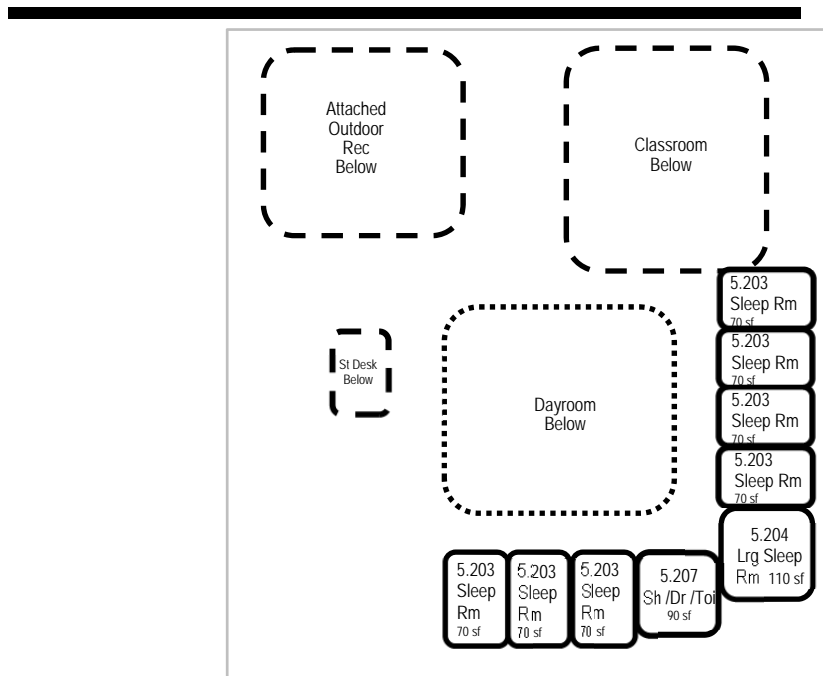 Attached
Outdoor
Rec
Below
Classroom
Below
5.203
Sleep Rm
70 sf
5.203
Sleep Rm
70 sf
5.203
Sleep Rm
70 sf
5.203
Sleep Rm
70 sf
St Desk
Below
Dayroom
Below
5.204
Lrg Sleep
Rm 110 sf
5.203
Sleep
Rm
70 sf
5.203
Sleep
Rm
70 sf
5.203
Sleep
Rm
70 sf
5.207
Sh /Dr /Toi
90 sf